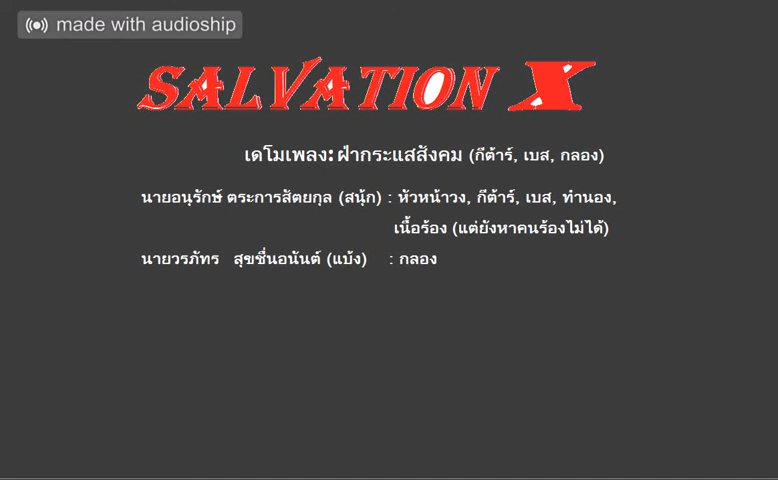 made with audioship
SALVATION X
เดโมเพลง: ฝ่ากระแสสังคม (กีต้าร์, เบส, กลอง)
นายอนุรักษ์ ตระการสัตยกุล (สนุ้ก) : หัวหน้าวง, กีต้าร์, เบส, ทำนอง,
เนื้อร้อง (แต่ยังหาคนร้องไม่ได้)
นายวรภัทร สุขชื่นอนันต์ (แบ้ง) : กลอง